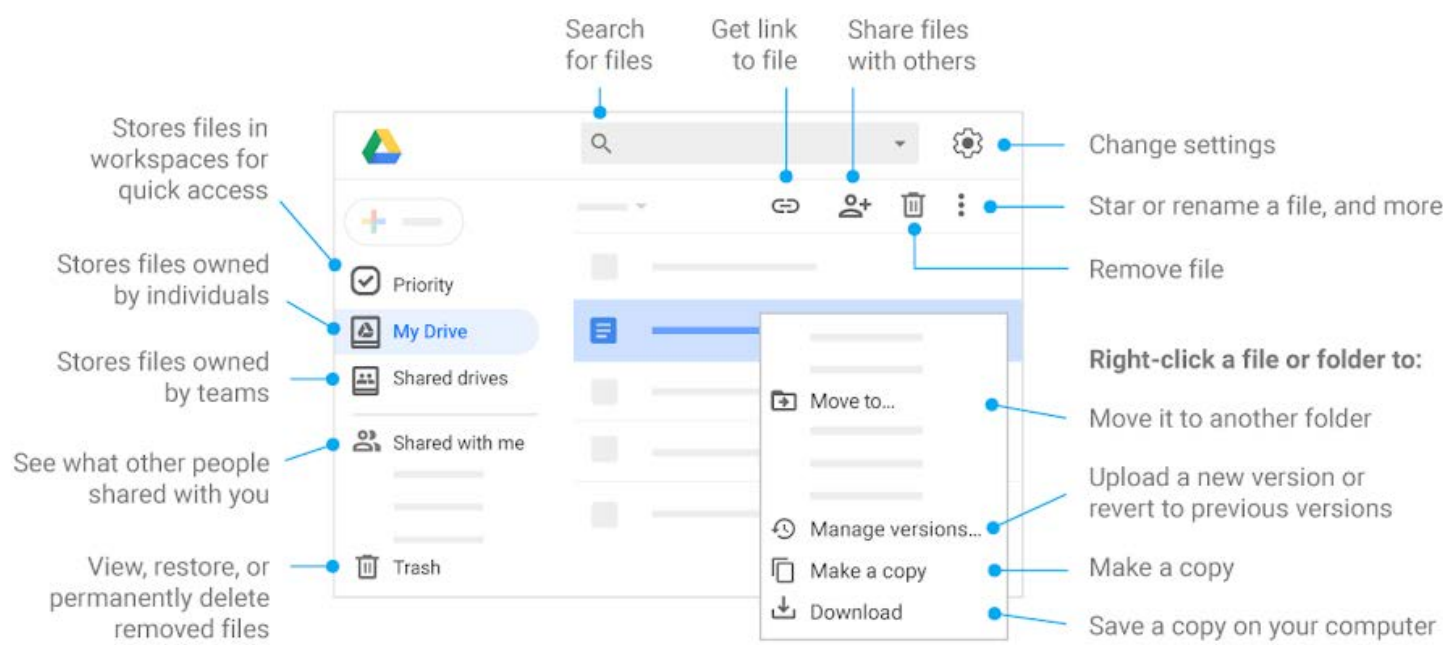 Search
for files
Get link
to file
Share files
with others
Stores files in
workspaces for
quick access
Stores files owned
by individuals
Stores files owned
by teams
See what other people
shared with you
View, restore, or
permanently delete
removed files
Priority
My Drive
Shared drives
Shared with me
Trash
Move to...
Manage versions...
Make a copy
Download
Change settings
Star or rename a file, and more
Remove file
Right-click a file or folder to:
Move it to another folder
Upload a new version or
revert to previous versions
Make a copy
Save a copy on your computer